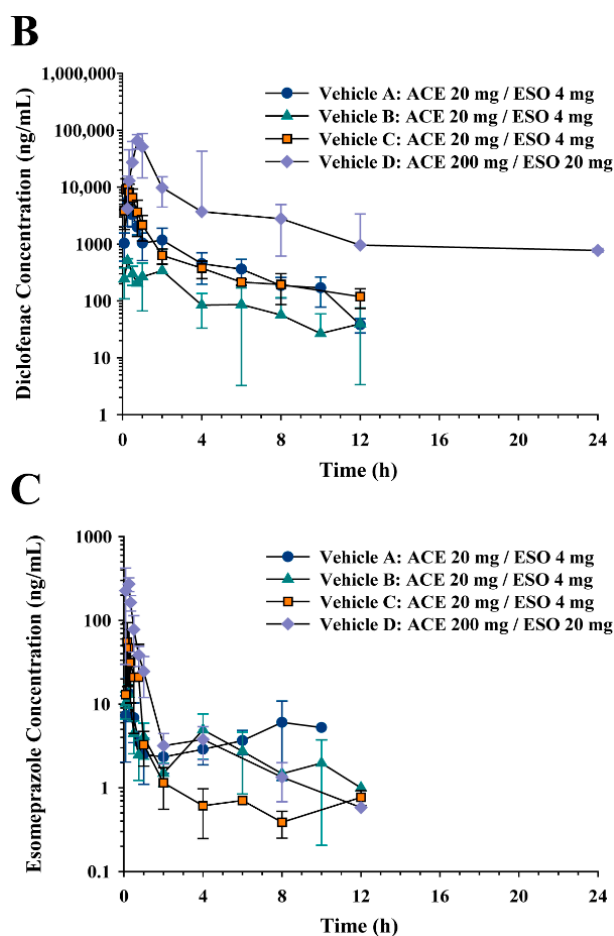 B
1,000,000
100,000
10,000
1000
100
10
1
Diclofenac Concentration (ng/mL)
Vehicle A: ACE 20 mg / ESO 4 mg
Vehicle B: ACE 20 mg / ESO 4 mg
Vehicle C: ACE 20 mg / ESO 4 mg
Vehicle D: ACE 200 mg / ESO 20 mg
0 4 8 12 16 20 24
Time (h)
C
1000
100
10
1
0.1
Esomeprazole Concentration (ng/mL)
Vehicle A: ACE 20 mg / ESO 4 mg
Vehicle B: ACE 20 mg / ESO 4 mg
Vehicle C: ACE 20 mg / ESO 4 mg
Vehicle D: ACE 200 mg / ESO 20 mg
0 4 8 12 16 20 24
Time (h)